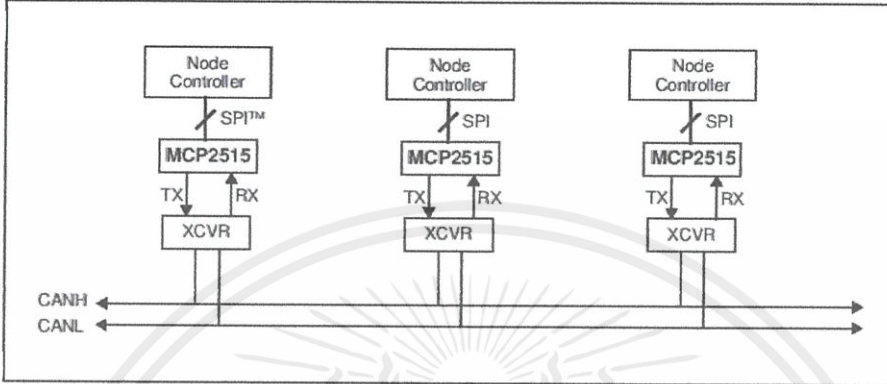 Node Controller
Node Controller
Node Controller
SPI™
SPI
SPI
MCP2515
MCP2515
MCP2515
TX RX
TX RX
TX RX
XCVR
XCVR
XCVR
CANH
CANL